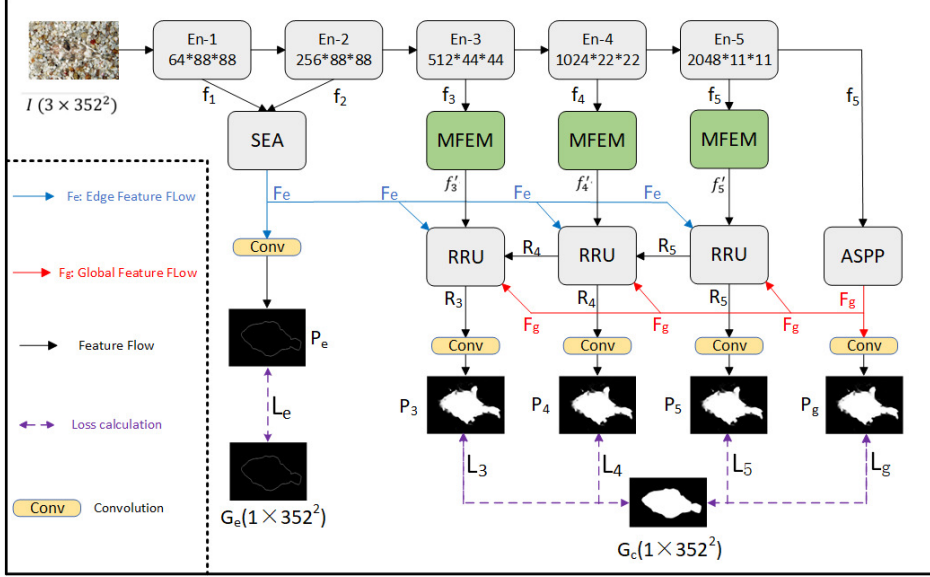 En-1
64*88*88
En-2
256*88*88
En-3
512*44*44
En-4
1024*22*22
En-5
2048*11*11
I (3 × 352²)
f₁
f₂
f₃
f₄
f₅
f₅
SEA
MFEM
MFEM
MFEM
f₃′
f₄′
f₅′
Fe: Edge Feature FLow
Fe
Fe
Fe
Fe
Conv
RRU
R₄
RRU
R₅
RRU
ASPP
Fg: Global Feature FLow
R₃
R₄
R₅
Fg
Fg
Fg
Fg
Conv
Conv
Conv
Conv
Feature Flow
Pₑ
P₃
P₄
P₅
Pg
Loss calculation
Lₑ
L₃
L₄
L₅
Lg
Conv
Convolution
Gₑ(1×352²)
G꜀(1×352²)